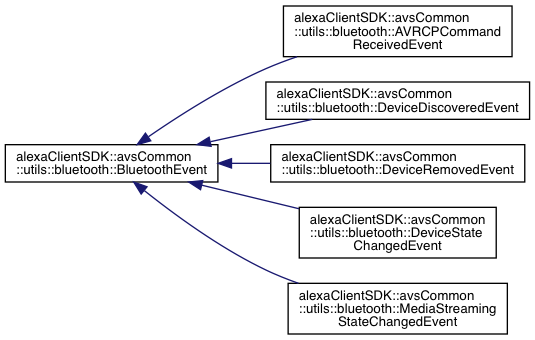 alexaClientSDK::avsCommon
::utils::bluetooth::AVRCPCommand
ReceivedEvent
alexaClientSDK::avsCommon
::utils::bluetooth::DeviceDiscoveredEvent
alexaClientSDK::avsCommon
::utils::bluetooth::BluetoothEvent
alexaClientSDK::avsCommon
::utils::bluetooth::DeviceRemovedEvent
alexaClientSDK::avsCommon
::utils::bluetooth::DeviceState
ChangedEvent
alexaClientSDK::avsCommon
::utils::bluetooth::MediaStreaming
StateChangedEvent